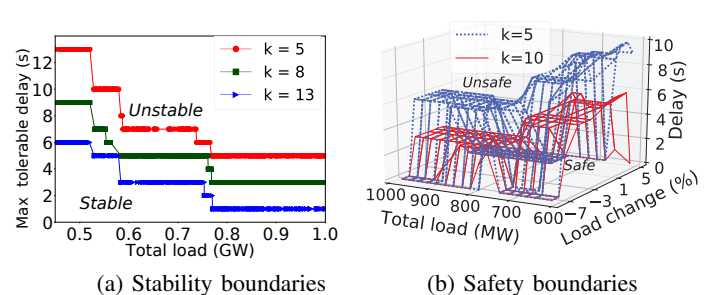 Max tolerable delay (s)
12
10
8
6
4
2
0
k = 5
k = 8
k = 13
Unstable
Stable
0.5 0.6 0.7 0.8 0.9 1.0
Total load (GW)
(a) Stability boundaries
k=5
k=10
Unsafe
Safe
10
8
6
4
2
0
Delay (s)
1000 900 800 700 600
Total load (MW)
−7 −3 1 5
Load change (%)
(b) Safety boundaries